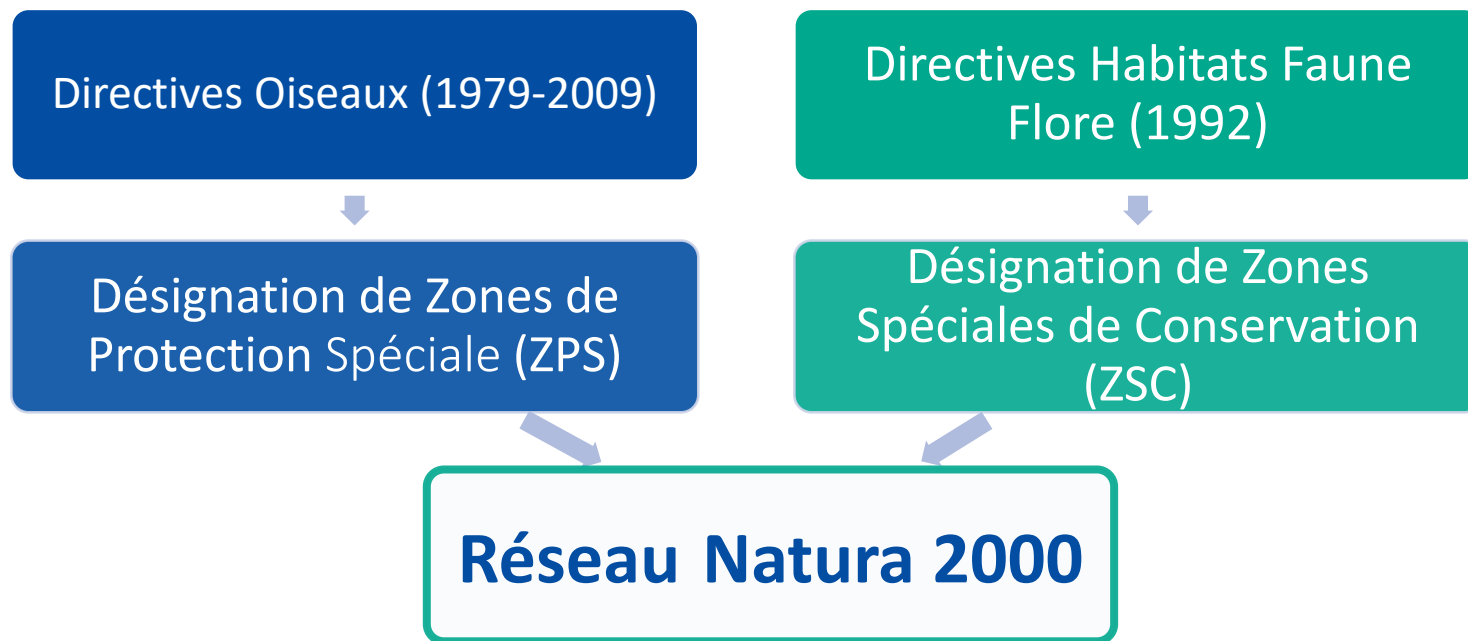 Directives Oiseaux (1979-2009)
Directives Habitats Faune
Flore (1992)
Désignation de Zones de
Protection Spéciale (ZPS)
Désignation de Zones
Spéciales de Conservation
(ZSC)
Réseau Natura 2000